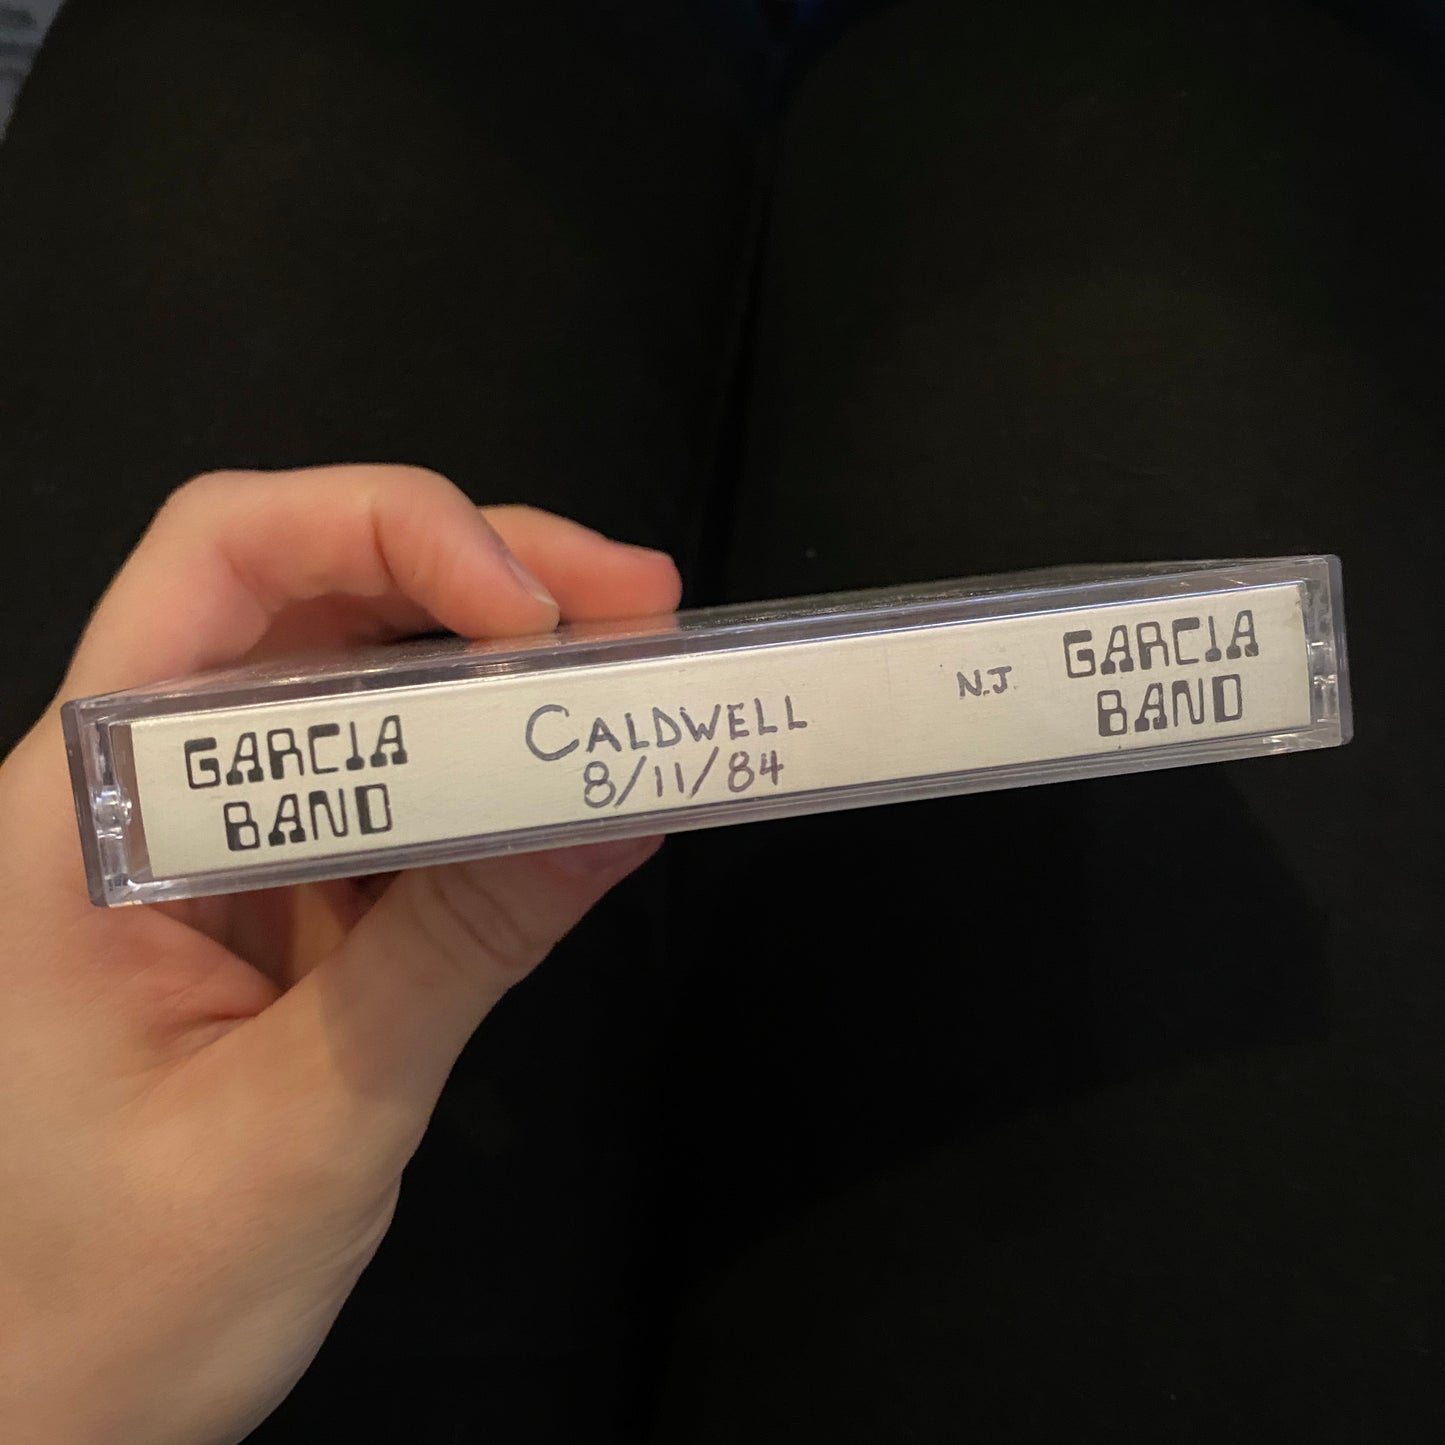 GARCIA
BAND
CALDWELL
8/11/84
N.J.
GARCIA
BAND